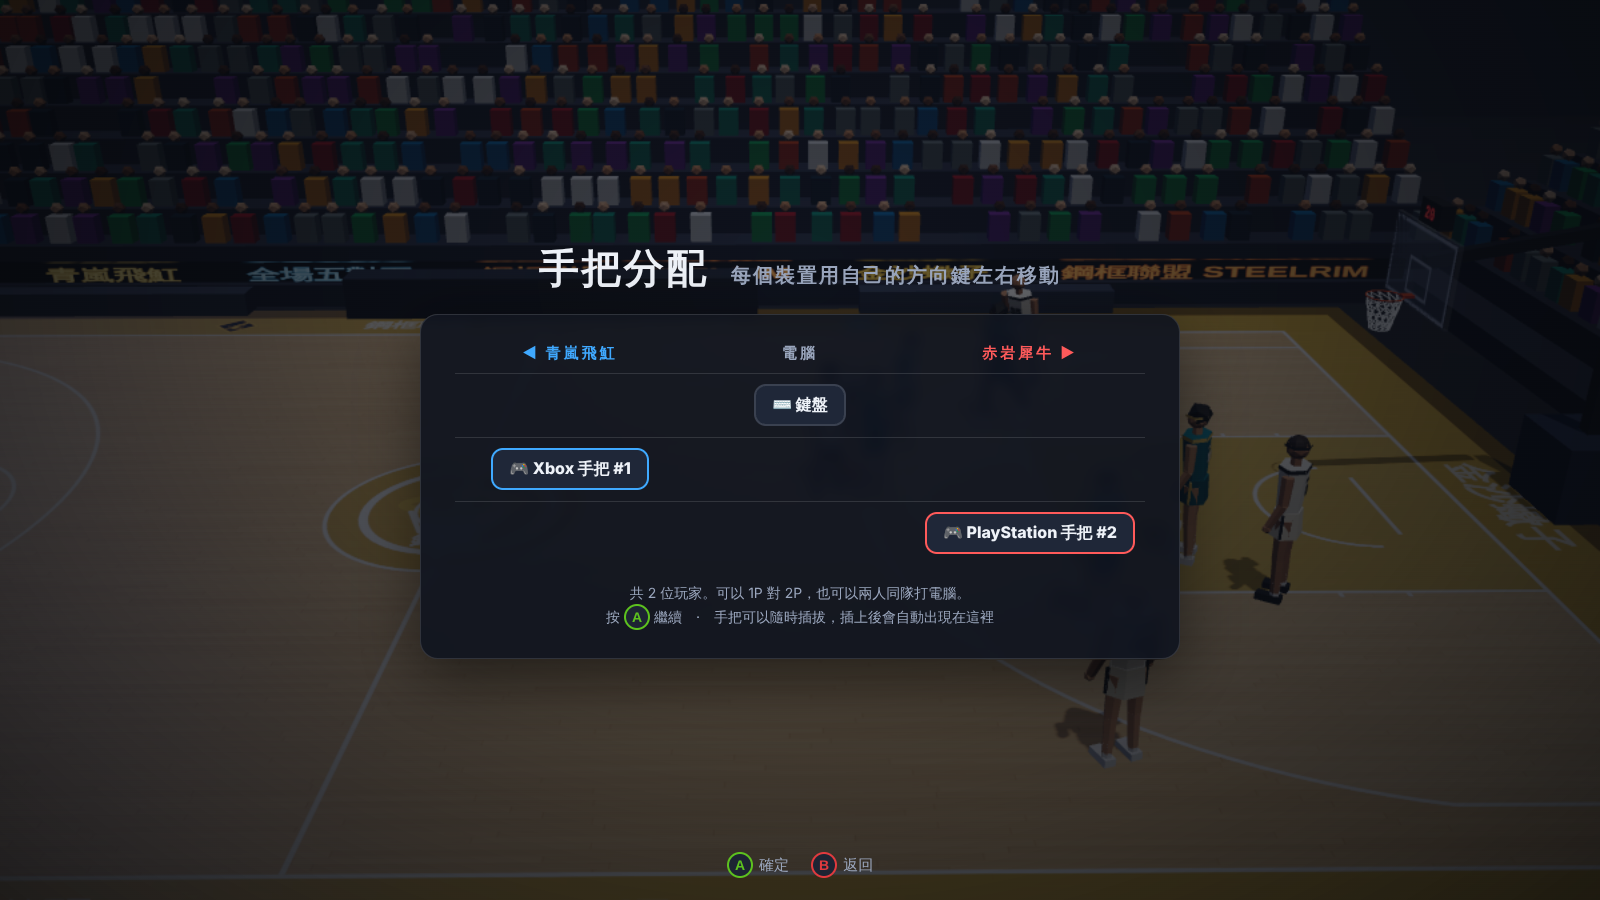 青嵐飛虹
鋼框聯盟 STEELRIM
28
手把分配 每個裝置用自己的方向鍵左右移動
◀ 青嵐飛虹
電腦
赤岩犀牛 ▶
鍵盤
Xbox 手把 #1
PlayStation 手把 #2
共 2 位玩家。可以 1P 對 2P，也可以兩人同隊打電腦。
按 A 繼續 · 手把可以隨時插拔，插上後會自動出現在這裡
A 確定 B 返回